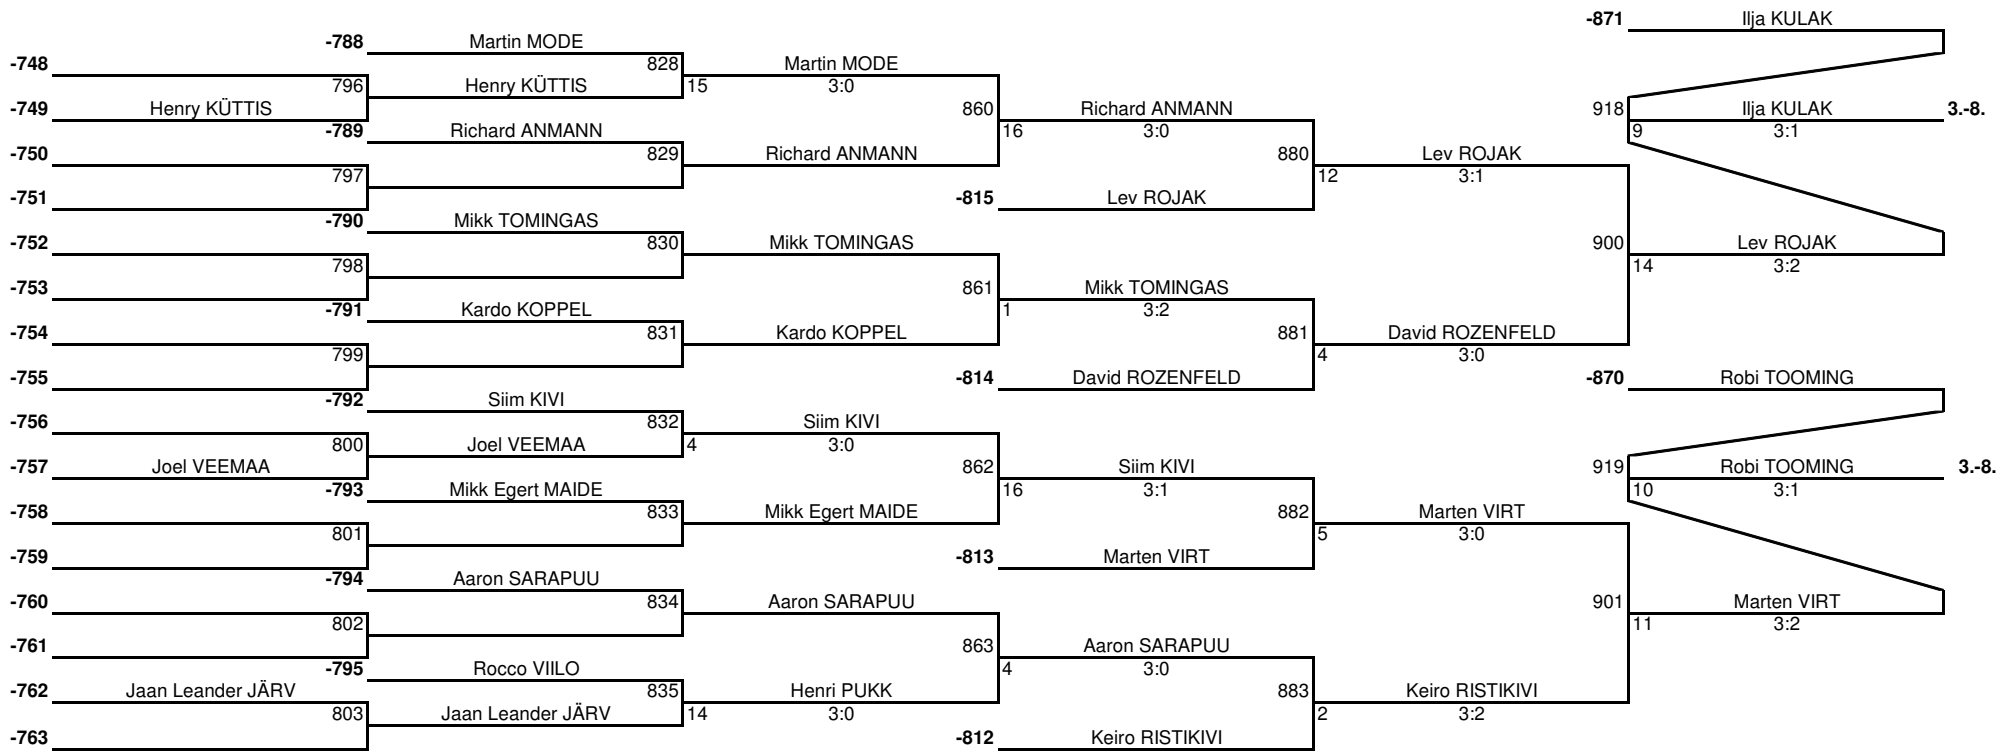 -871 Ilja KULAK
-788 Martin MODE
-748 828 Martin MODE
796 Henry KÜTTIS 15 3:0
-749 Henry KÜTTIS 860 Richard ANMANN 918 Ilja KULAK 3.-8.
-789 Richard ANMANN 16 3:0 9 3:1
-750 829 Richard ANMANN 880 Lev ROJAK
797 12 3:1
-751 -815 Lev ROJAK
-790 Mikk TOMINGAS
-752 830 Mikk TOMINGAS 900 Lev ROJAK
798 14 3:2
-753 861 Mikk TOMINGAS
-791 Kardo KOPPEL 1 3:2
-754 831 Kardo KOPPEL 881 David ROZENFELD
799 4 3:0
-755 -814 David ROZENFELD -870 Robi TOOMING
-792 Siim KIVI
-756 832 Siim KIVI
800 Joel VEEMAA 4 3:0
-757 Joel VEEMAA 862 Siim KIVI 919 Robi TOOMING 3.-8.
-793 Mikk Egert MAIDE 16 3:1 10 3:1
-758 833 Mikk Egert MAIDE 882 Marten VIRT
801 5 3:0
-759 -813 Marten VIRT
-794 Aaron SARAPUU
-760 834 Aaron SARAPUU 901 Marten VIRT
802 11 3:2
-761 863 Aaron SARAPUU
-795 Rocco VIILO 4 3:0
-762 Jaan Leander JÄRV 835 Henri PUKK 883 Keiro RISTIKIVI
803 Jaan Leander JÄRV 14 3:0 2 3:2
-763 -812 Keiro RISTIKIVI